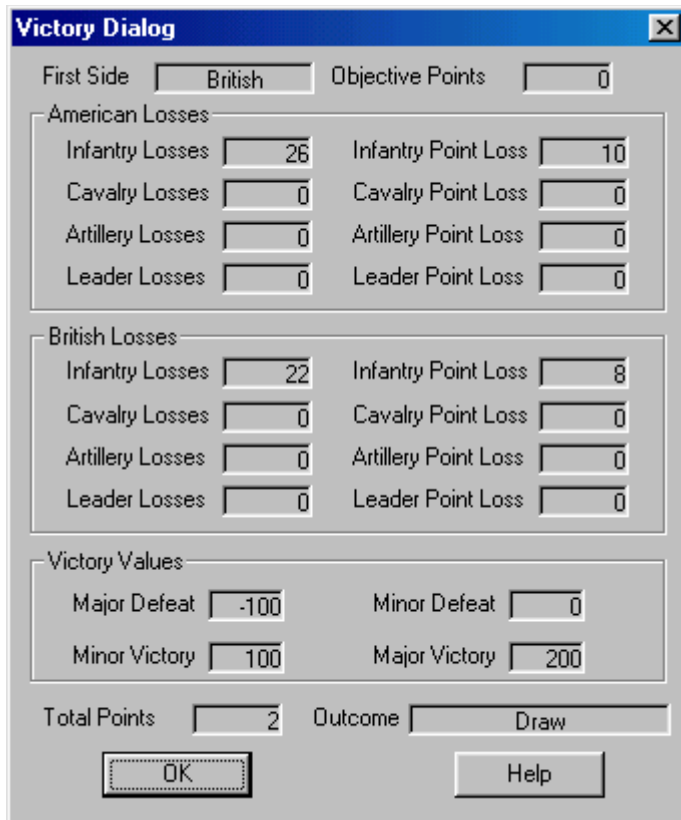 Victory Dialog
First Side British Objective Points 0
American Losses
Infantry Losses 26 Infantry Point Loss 10
Cavalry Losses 0 Cavalry Point Loss 0
Artillery Losses 0 Artillery Point Loss 0
Leader Losses 0 Leader Point Loss 0
British Losses
Infantry Losses 22 Infantry Point Loss 8
Cavalry Losses 0 Cavalry Point Loss 0
Artillery Losses 0 Artillery Point Loss 0
Leader Losses 0 Leader Point Loss 0
Victory Values
Major Defeat -100 Minor Defeat 0
Minor Victory 100 Major Victory 200
Total Points 2 Outcome Draw
OK Help